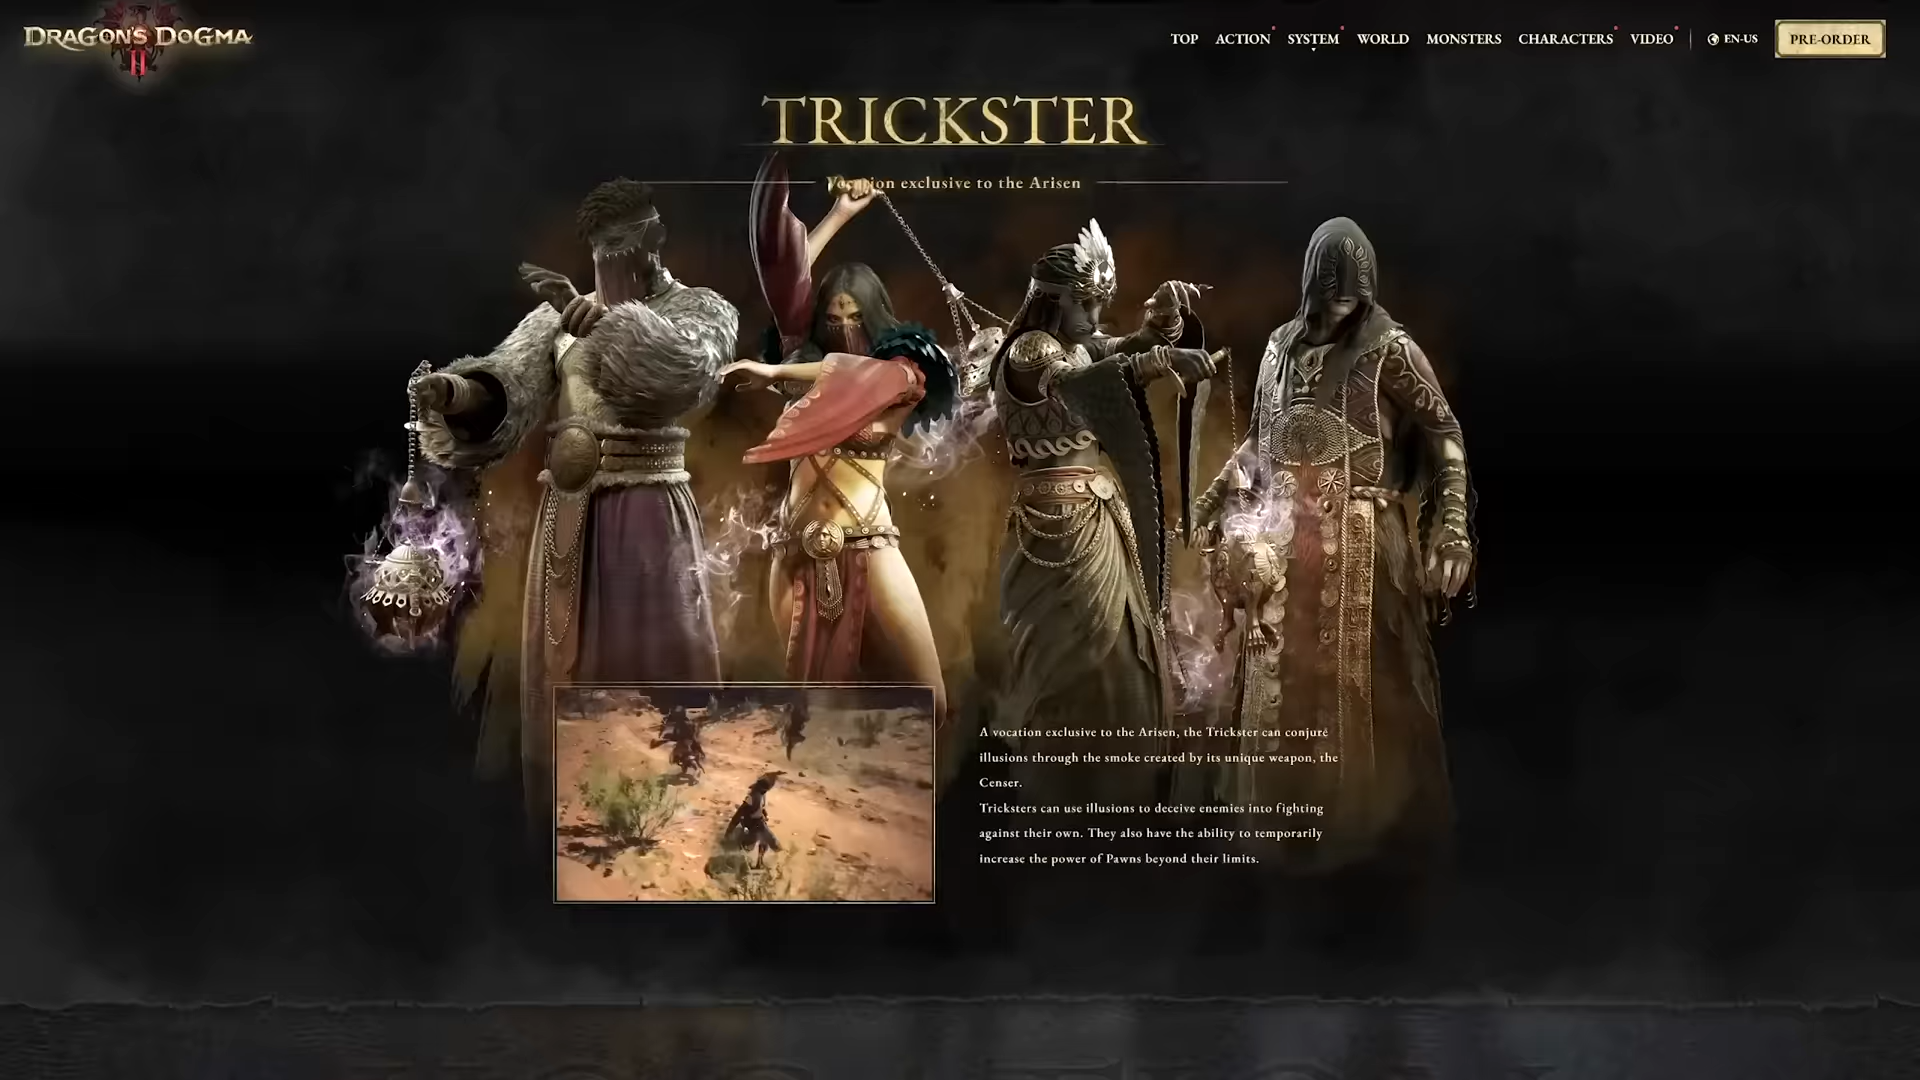 DRAGON'S DOGMA
II
TOP ACTION SYSTEM WORLD MONSTERS CHARACTERS VIDEO EN-US PRE-ORDER
TRICKSTER
Vocation exclusive to the Arisen
A vocation exclusive to the Arisen, the Trickster can conjure
illusions through the smoke created by its unique weapon, the
Censer.
Tricksters can use illusions to deceive enemies into fighting
against their own. They also have the ability to temporarily
increase the power of Pawns beyond their limits.